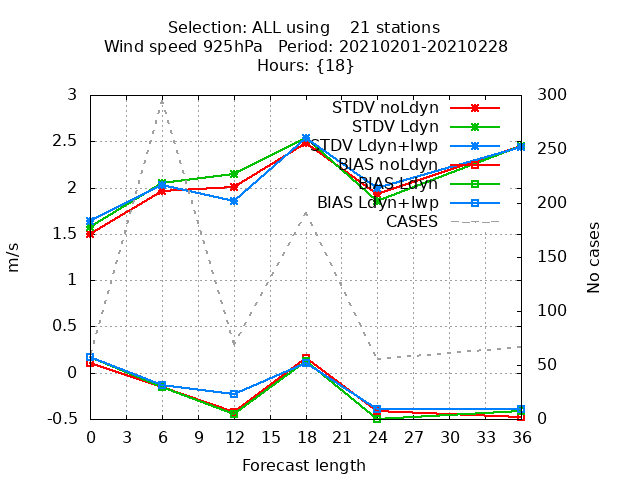 Selection: ALL using    21 stations
Wind speed 925hPa   Period: 20210201-20210228
Hours: {18}
3
2.5
2
1.5
1
0.5
0
-0.5
m/s
STDV noLdyn
STDV Ldyn
STDV Ldyn+lwp
BIAS noLdyn
BIAS Ldyn
BIAS Ldyn+lwp
CASES
300
250
200
150
100
50
0
No cases
0 3 6 9 12 15 18 21 24 27 30 33 36
Forecast length